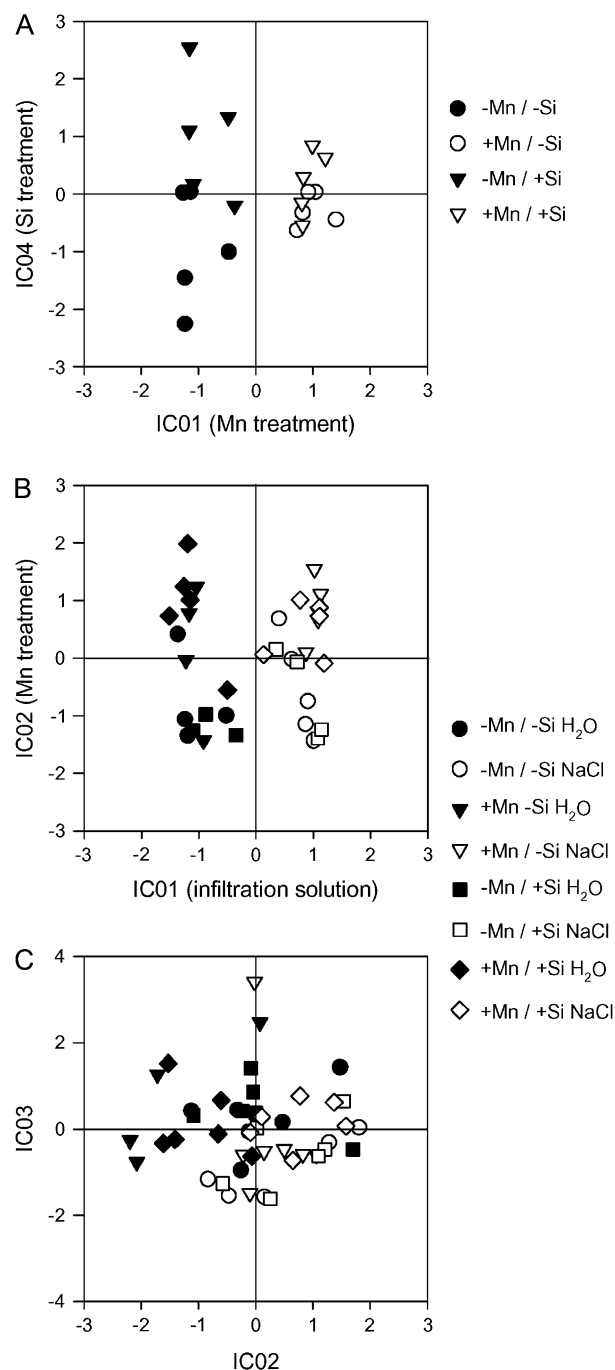 A
3
2
1
0
-1
-2
-3
IC04 (Si treatment)
-3 -2 -1 0 1 2 3
IC01 (Mn treatment)
-Mn / -Si
+Mn / -Si
-Mn / +Si
+Mn / +Si
B
3
2
1
0
-1
-2
-3
IC02 (Mn treatment)
-3 -2 -1 0 1 2 3
IC01 (infiltration solution)
-Mn / -Si H₂O
-Mn / -Si NaCl
+Mn -Si H₂O
+Mn / -Si NaCl
-Mn / +Si H₂O
-Mn / +Si NaCl
+Mn / +Si H₂O
+Mn / +Si NaCl
C
4
2
0
-2
-4
IC03
-3 -2 -1 0 1 2 3
IC02